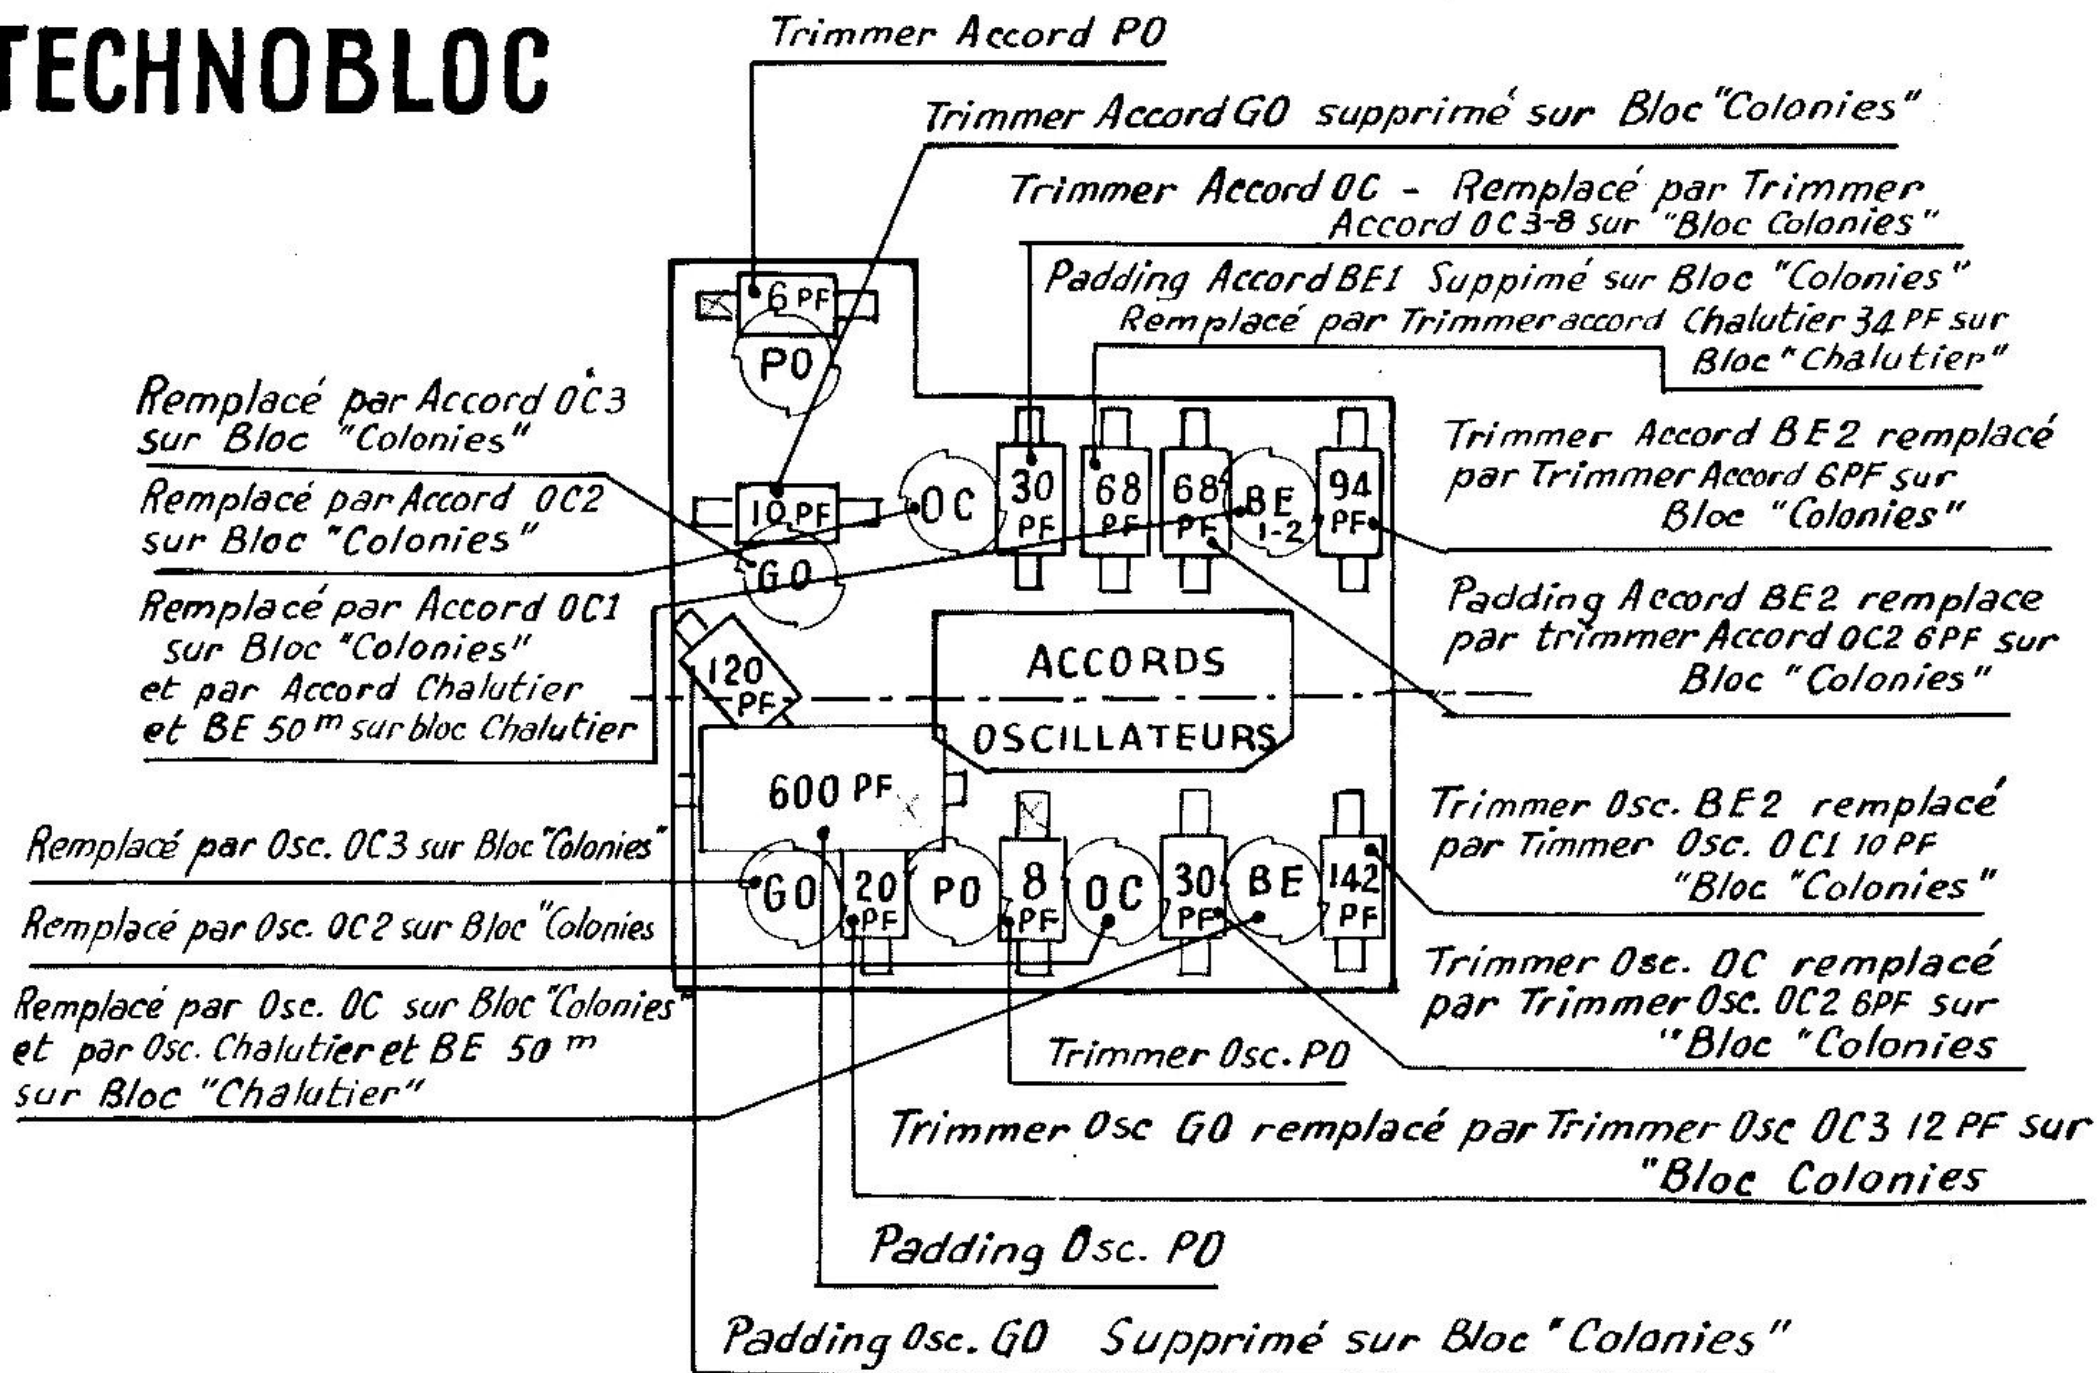 TECHNOBLOC
Trimmer Accord PO
Trimmer Accord GO supprimé sur Bloc "Colonies"
Trimmer Accord OC - Remplacé par Trimmer
Accord OC3-8 sur "Bloc Colonies"
Padding Accord BE1 Suppimé sur Bloc "Colonies"
Remplacé par Trimmer accord Chalutier 34 PF sur
Bloc "Chalutier"
Remplacé par Accord OC3
sur Bloc "Colonies"
Remplacé par Accord OC2
sur Bloc "Colonies"
Remplacé par Accord OC1
sur Bloc "Colonies"
et par Accord Chalutier
et BE 50 m sur bloc Chalutier
6 PF
PO
10 PF
GO
OC
30
PF
68
PF
68
PF
BE
1-2
94
PF
Trimmer Accord BE2 remplacé
par Trimmer Accord 6PF sur
Bloc "Colonies"
Padding Accord BE2 remplace
par trimmer Accord OC2 6PF sur
Bloc "Colonies"
120
PF
ACCORDS
OSCILLATEURS
600 PF
GO
20
PF
PO
8
PF
OC
30
PF
BE
142
PF
Remplacé par Osc. OC3 sur Bloc "Colonies"
Remplacé par Osc. OC2 sur Bloc "Colonies
Remplacé par Osc. OC sur Bloc "Colonies"
et par Osc. Chalutier et BE 50 m
sur Bloc "Chalutier"
Trimmer Osc. BE2 remplacé
par Timmer Osc. OC1 10 PF
"Bloc "Colonies"
Trimmer Osc. OC remplacé
par Trimmer Osc. OC2 6PF sur
"Bloc "Colonies
Trimmer Osc. PO
Trimmer Osc GO remplacé par Trimmer Osc OC3 12 PF sur
"Bloc Colonies
Padding Osc. PO
Padding Osc. GO Supprimé sur Bloc "Colonies"